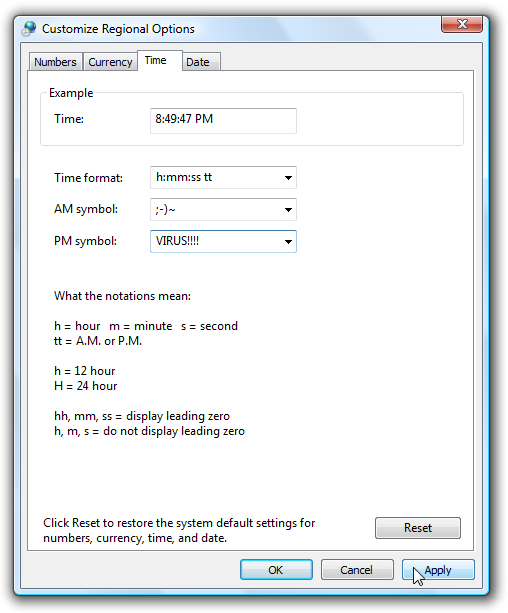 Customize Regional Options
Numbers Currency Time Date
Example
Time: 8:49:47 PM
Time format: h:mm:ss tt
AM symbol: ;-)~
PM symbol: VIRUS!!!!
What the notations mean:
h = hour m = minute s = second
tt = A.M. or P.M.
h = 12 hour
H = 24 hour
hh, mm, ss = display leading zero
h, m, s = do not display leading zero
Click Reset to restore the system default settings for
numbers, currency, time, and date.
Reset
OK Cancel Apply